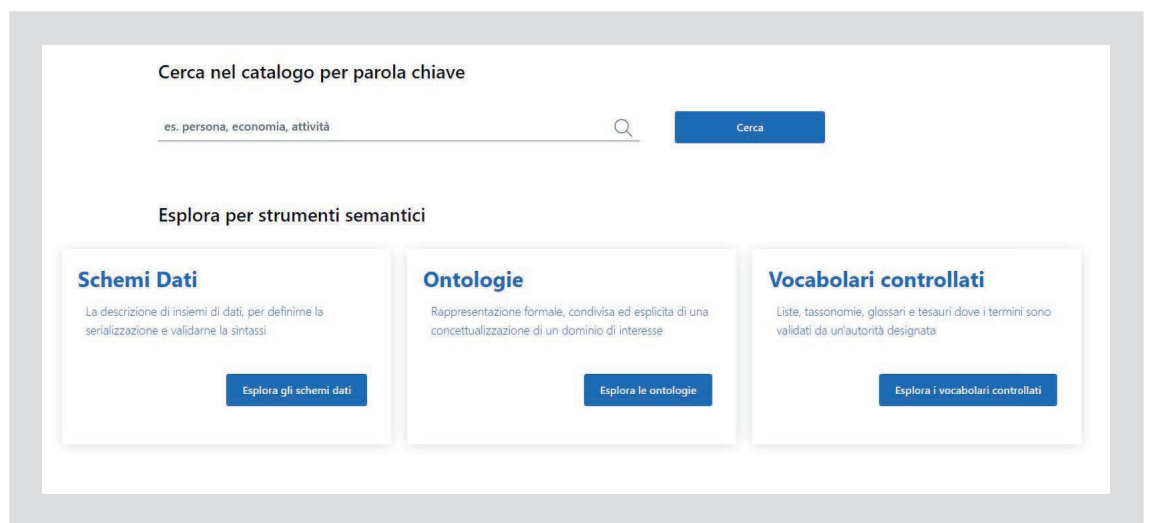 Cerca nel catalogo per parola chiave
es. persona, economia, attività
Cerca
Esplora per strumenti semantici
Schemi Dati
La descrizione di insiemi di dati, per definirne la
serializzazione e validarne la sintassi
Esplora gli schemi dati
Ontologie
Rappresentazione formale, condivisa ed esplicita di una
concettualizzazione di un dominio di interesse
Esplora le ontologie
Vocabolari controllati
Liste, tassonomie, glossari e tesauri dove i termini sono
validati da un'autorità designata
Esplora i vocabolari controllati